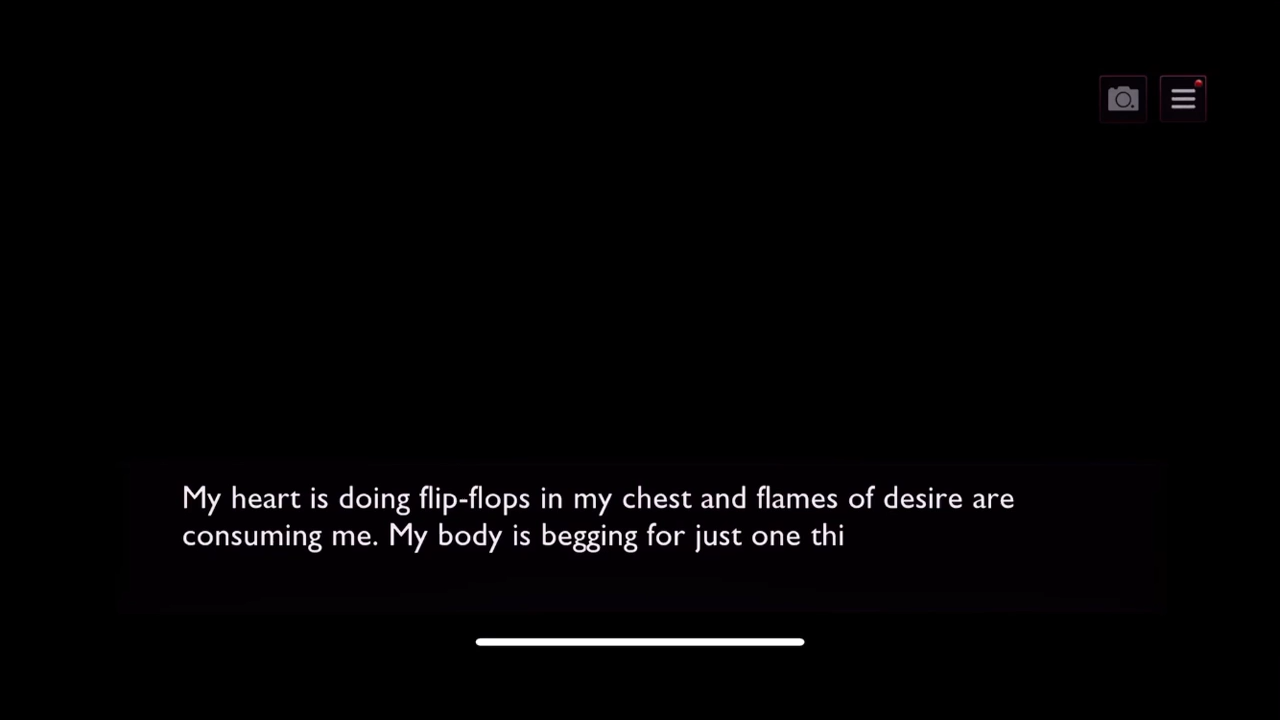 My heart is doing flip-flops in my chest and flames of desire are
consuming me. My body is begging for just one thi